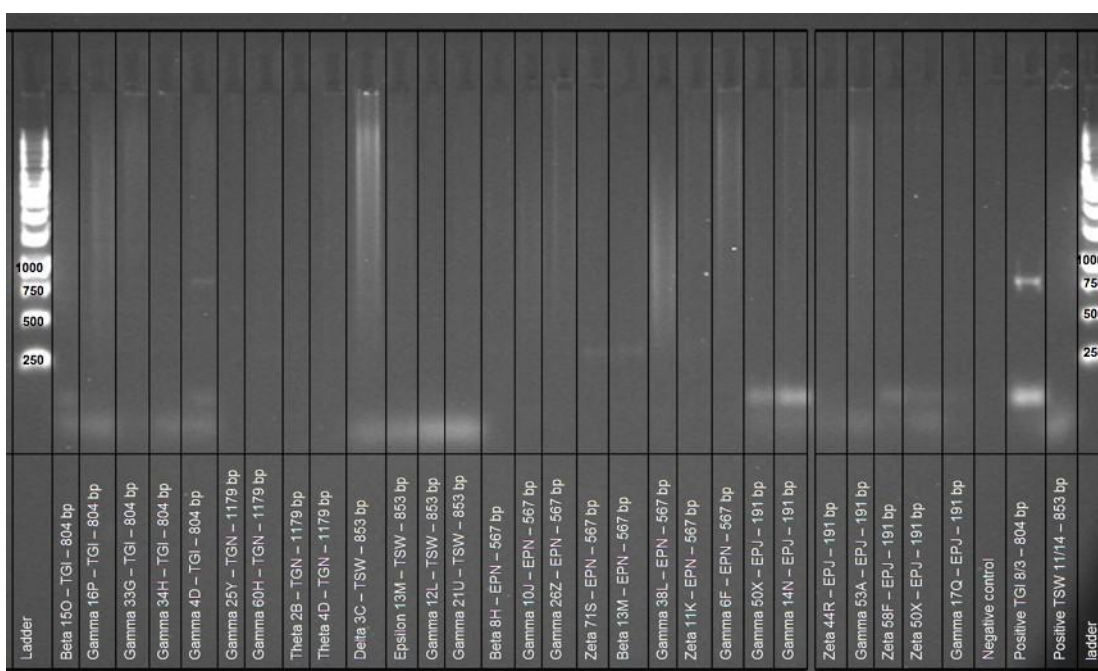 1000
750
500
250
1000
750
500
250
Ladder
Beta 15O – TGI – 804 bp
Gamma 16P – TGI – 804 bp
Gamma 33G – TGI – 804 bp
Gamma 34H – TGI – 804 bp
Gamma 4D – TGI – 804 bp
Gamma 25Y – TGN – 1179 bp
Gamma 60H – TGN – 1179 bp
Theta 2B – TGN – 1179 bp
Theta 4D – TGN – 1179 bp
Delta 3C – TSW – 853 bp
Epsilon 13M – TSW – 853 bp
Gamma 12L – TSW – 853 bp
Gamma 21U – TSW – 853 bp
Beta 8H – EPN – 567 bp
Gamma 10J – EPN – 567 bp
Gamma 26Z – EPN – 567 bp
Zeta 71S – EPN – 567 bp
Beta 13M – EPN – 567 bp
Gamma 38L – EPN – 567 bp
Zeta 11K – EPN – 567 bp
Gamma 6F – EPN – 567 bp
Gamma 50X – EPJ – 191 bp
Gamma 14N – EPJ – 191 bp
Zeta 44R – EPJ – 191 bp
Gamma 53A – EPJ – 191 bp
Zeta 58F – EPJ – 191 bp
Zeta 50X – EPJ – 191 bp
Gamma 17Q – EPJ – 191 bp
Negative control
Positive TGI 8/3 – 804 bp
Positive TSW 11/14 – 853 bp
ladder